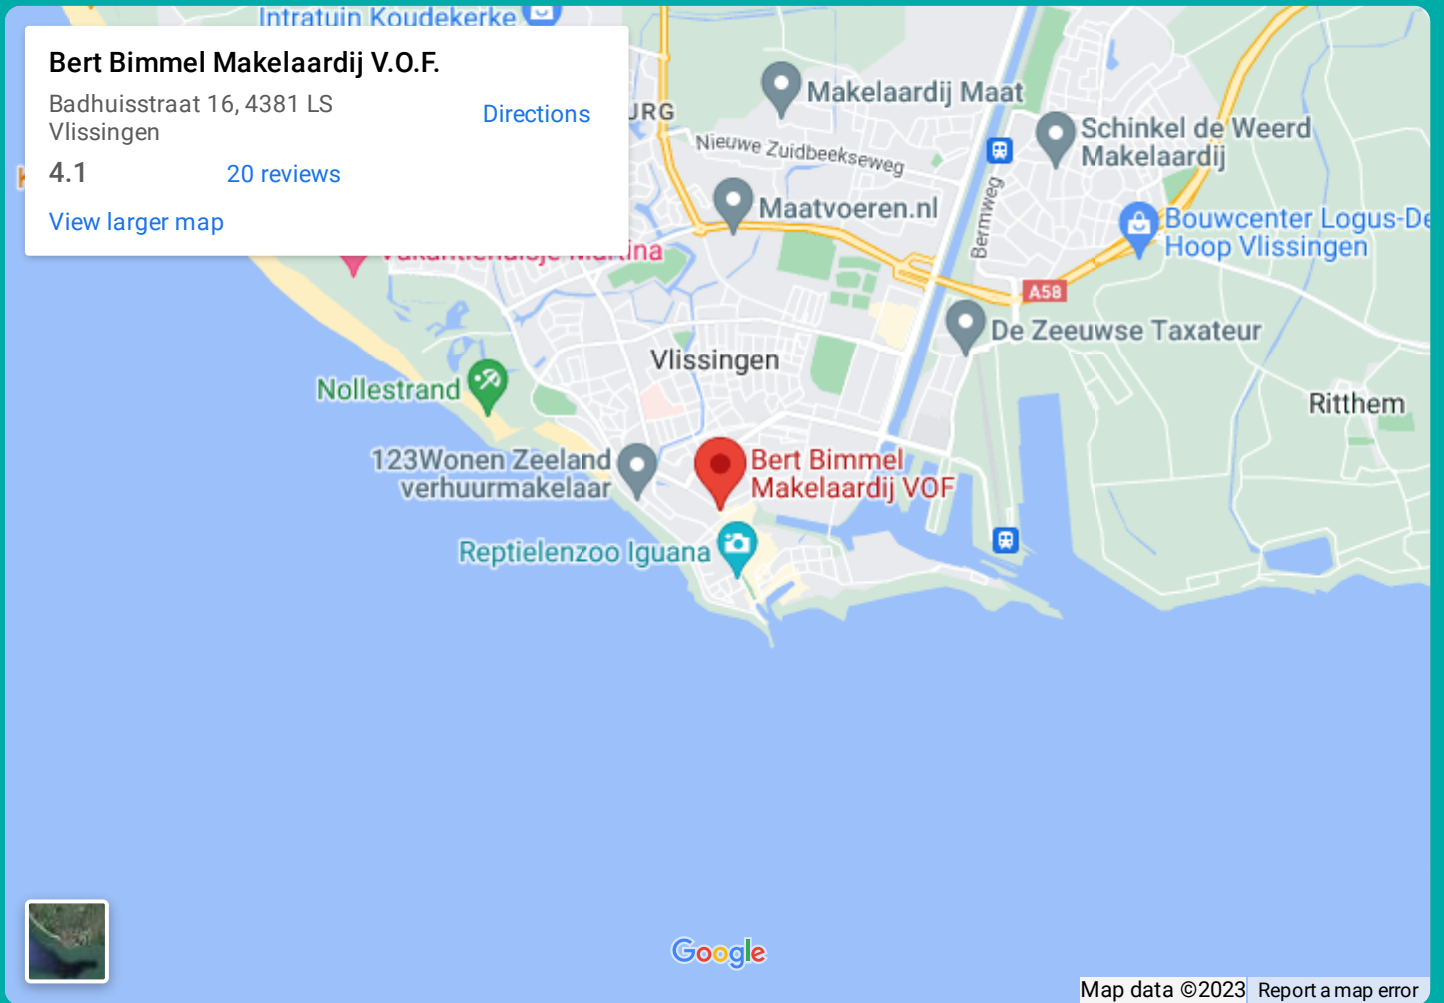 Intratuin Koudekerke
Bert Bimmel Makelaardij V.O.F.
Badhuisstraat 16, 4381 LS
Vlissingen
Directions
4.1
20 reviews
View larger map
URG
Makelaardij Maat
Nieuwe Zuidbeekseweg
Schinkel de Weerd
Makelaardij
Maatvoeren.nl
Bermweg
Bouwcenter Logus-De
Hoop Vlissingen
Vakantiehuisje Martina
A58
De Zeeuwse Taxateur
Vlissingen
Nollestrand
Ritthem
123Wonen Zeeland
verhuurmakelaar
Bert Bimmel
Makelaardij VOF
Reptielenzoo Iguana
Google
Map data ©2023
Report a map error